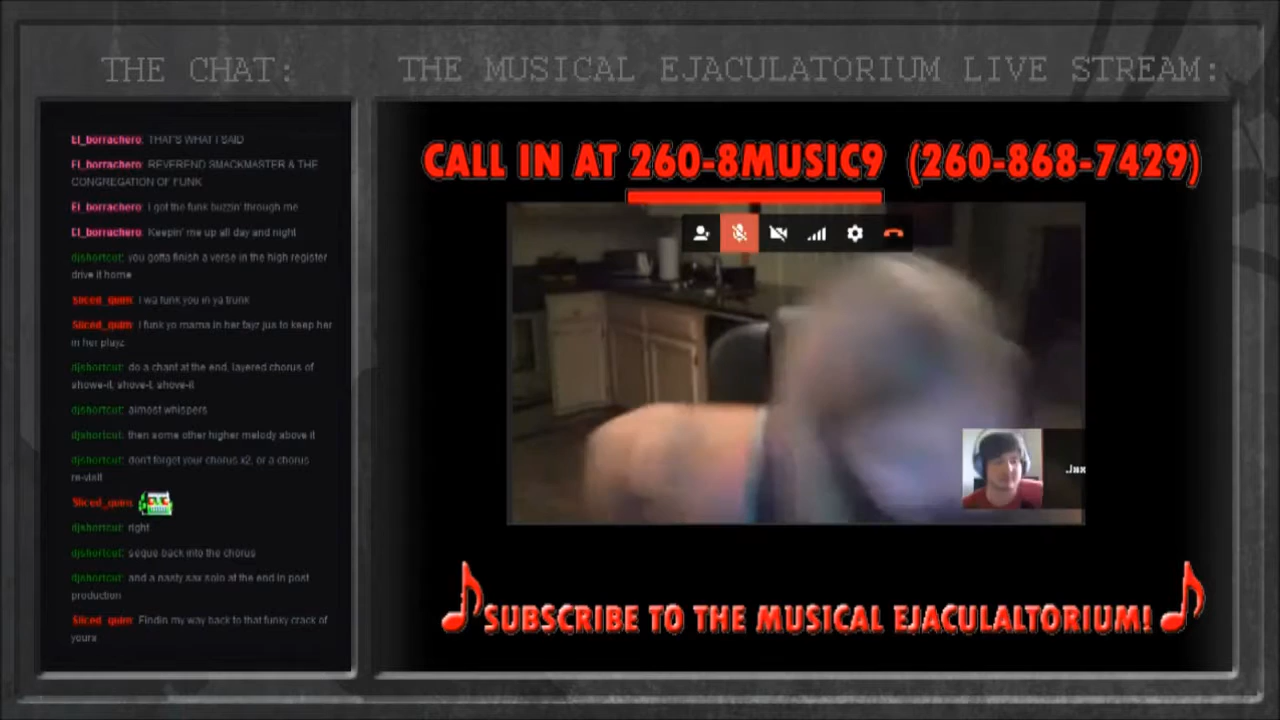 THE CHAT:
THE MUSICAL EJACULATORIUM LIVE STREAM:
El_borrachero: THAT'S WHAT I SAID
El_borrachero: REVEREND SMACKMASTER & THE
CONGREGATION OF FUNK
El_borrachero: I got the funk buzzin' through me
El_borrachero: Keepin' me up all day and night
djshortcut: you gotta finish a verse in the high register
drive it home
Sliced_quim: I wa funk you in ya trunk
Sliced_quim: I funk yo mama in her fayz jus to keep her
in her playz
djshortcut: do a chant at the end, layered chorus of
shove-it, shove-t, shove-it
djshortcut: almost whispers
djshortcut: then some other higher melody above it
djshortcut: don't forget your chorus x2, or a chorus
re-visit
Sliced_quim:
djshortcut: right
djshortcut: segue back into the chorus
djshortcut: and a nasty sax solo at the end in post
production
Sliced_quim: Findin my way back to that funky crack of
yours
CALL IN AT 260-8MUSIC9 (260-868-7429)
Jax
SUBSCRIBE TO THE MUSICAL EJACULALTORIUM!